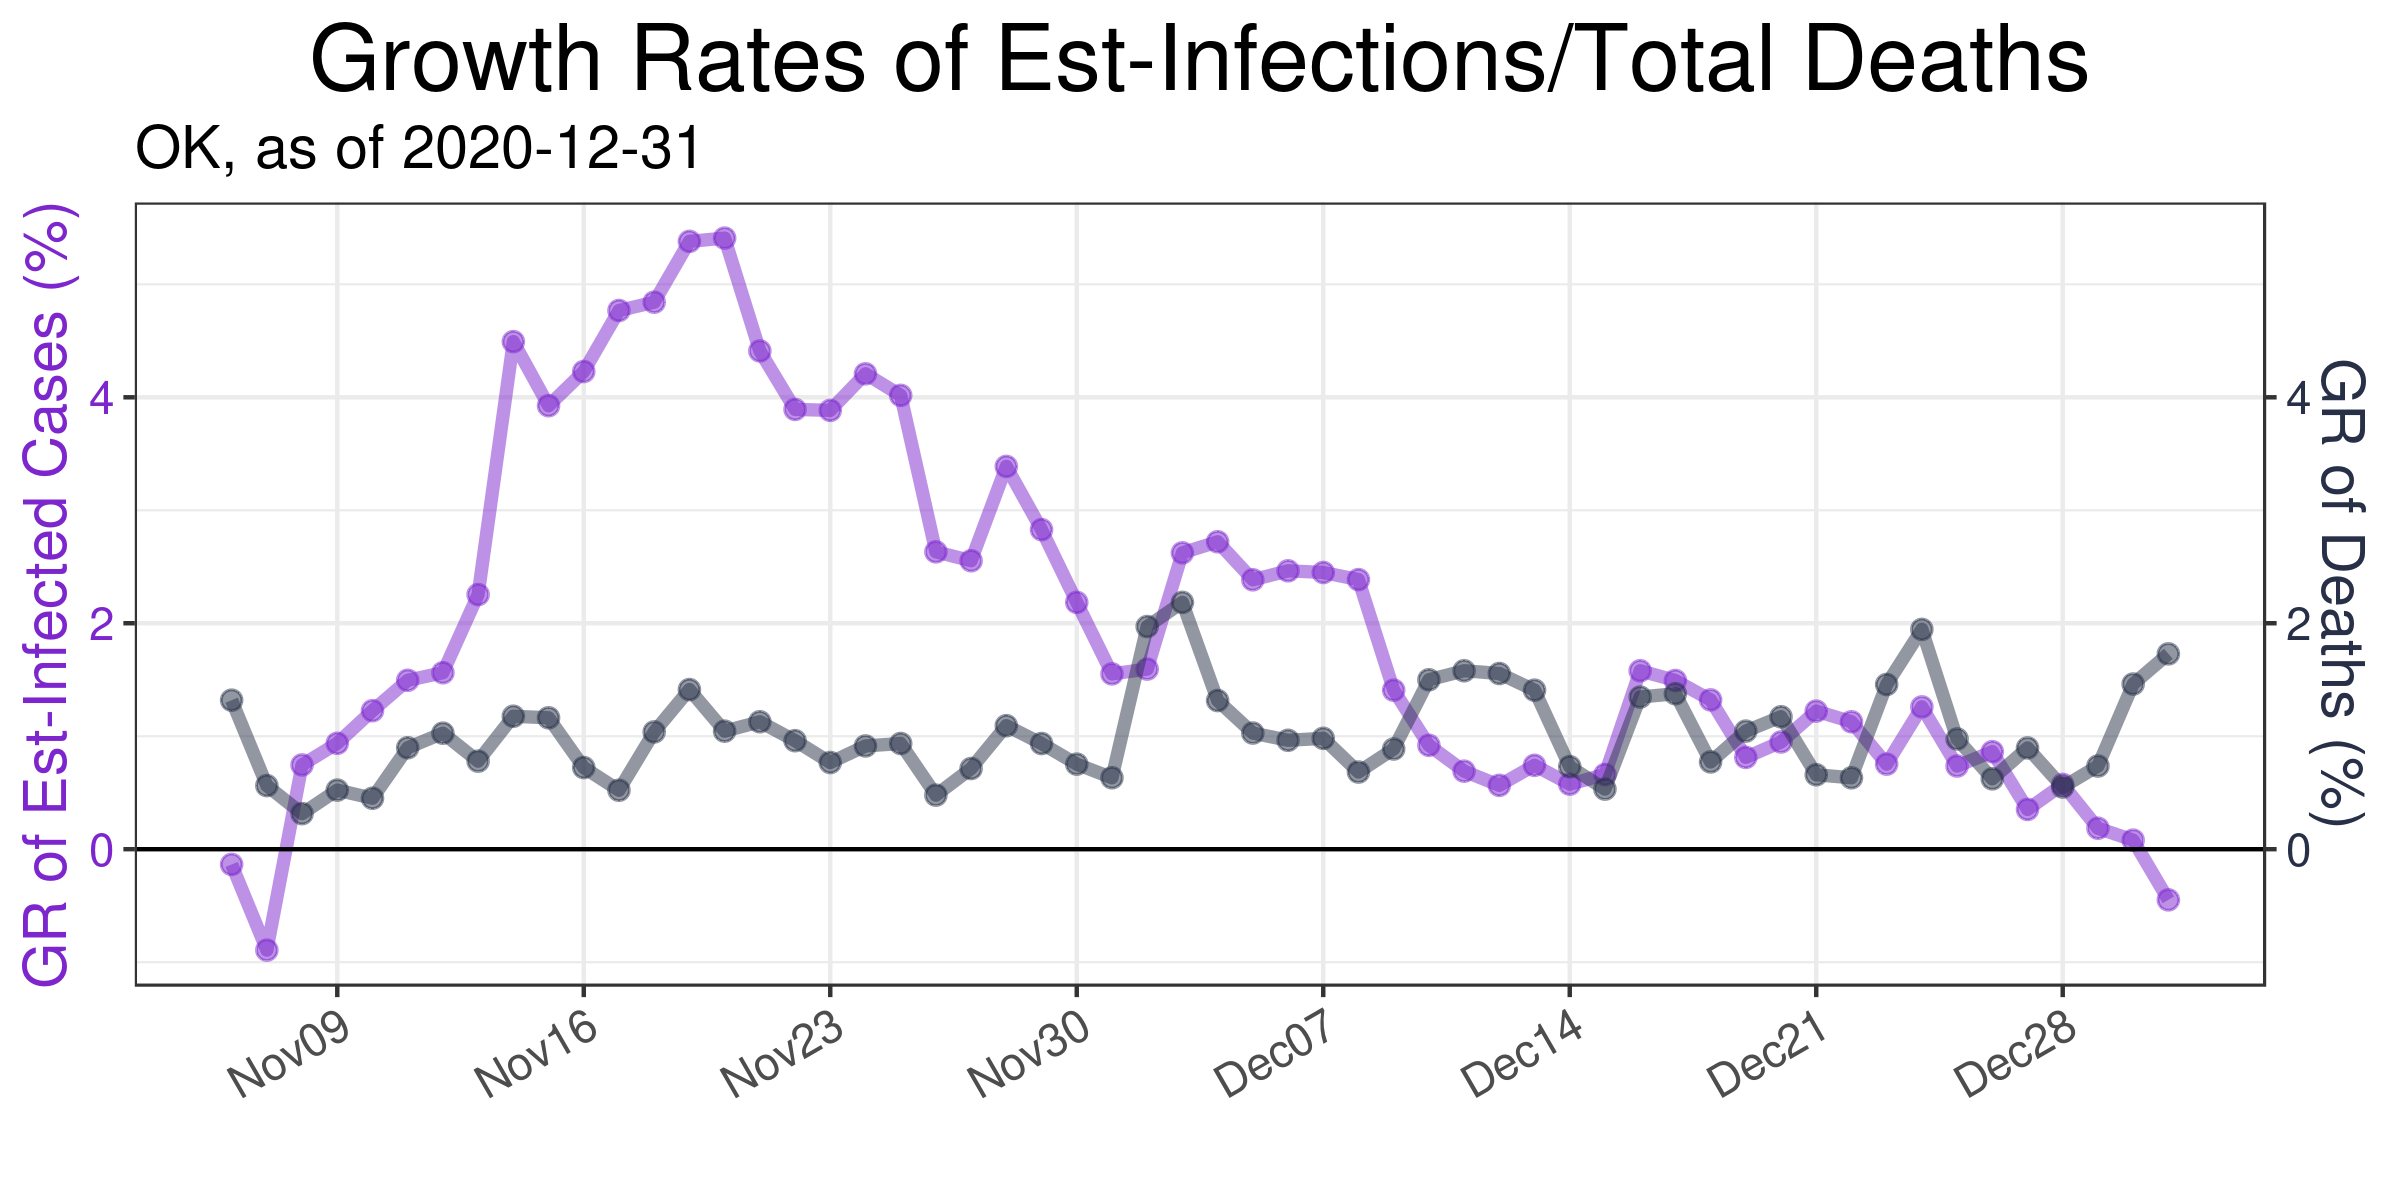 Growth Rates of Est-Infections/Total Deaths
OK, as of 2020-12-31
GR of Est-Infected Cases (%)
4
2
0
4
2
0
GR of Deaths (%)
Nov09
Nov16
Nov23
Nov30
Dec07
Dec14
Dec21
Dec28